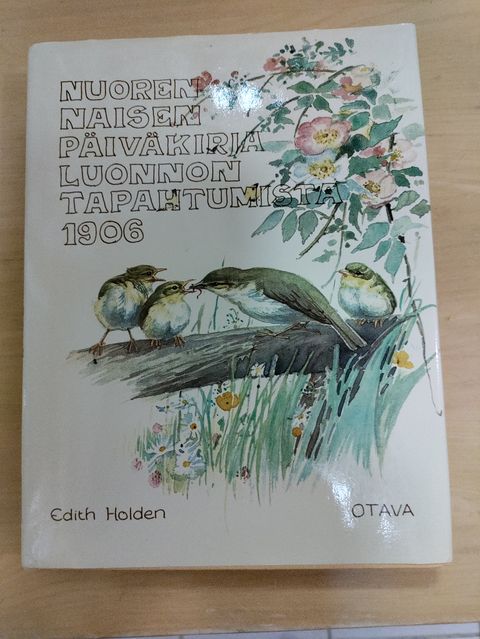 NUOREN
NAISEN
PÄIVÄKIRJA
LUONNON
TAPAHTUMISTA
1906
Edith Holden
OTAVA